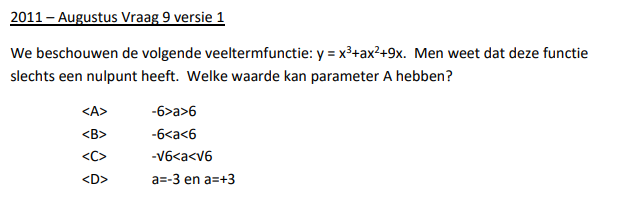 2011 – Augustus Vraag 9 versie 1
We beschouwen de volgende veeltermfunctie: y = x³+ax²+9x. Men weet dat deze functie
slechts een nulpunt heeft. Welke waarde kan parameter A hebben?
<A> -6>a>6
<B> -6<a<6
<C> -√6<a<√6
<D> a=-3 en a=+3